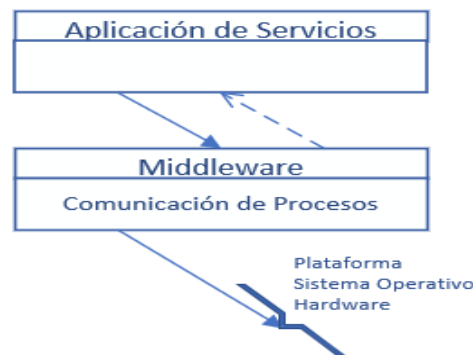 Aplicación de Servicios
Middleware
Comunicación de Procesos
Plataforma
Sistema Operativo
Hardware